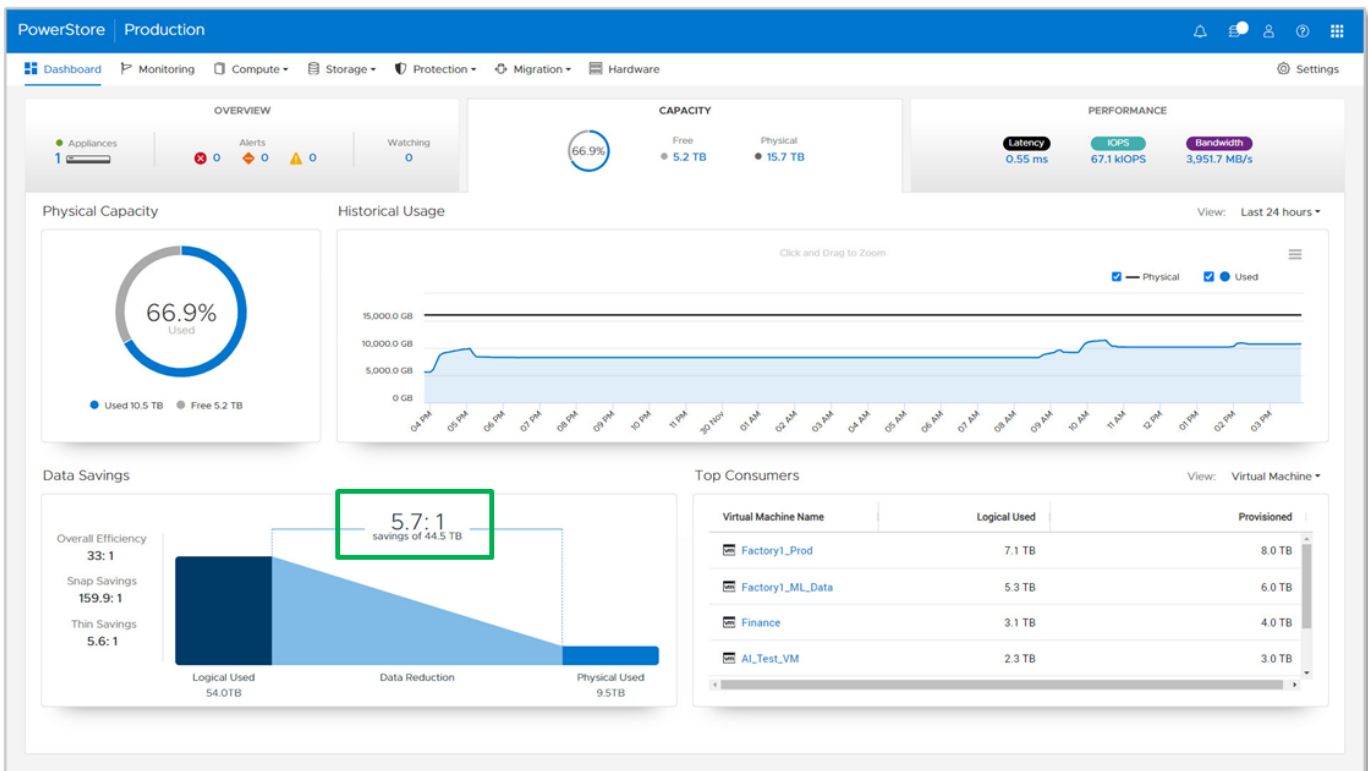 PowerStore Production
Dashboard Monitoring Compute Storage Protection Migration Hardware Settings
OVERVIEW
Appliances
1
Alerts
0 0 0
Watching
0
CAPACITY
66.9%
Free
5.2 TB
Physical
15.7 TB
PERFORMANCE
Latency
0.55 ms
IOPS
67.1 kIOPS
Bandwidth
3,951.7 MB/s
Physical Capacity
66.9%
Used
Used 10.5 TB Free 5.2 TB
Historical Usage
View: Last 24 hours
Click and Drag to Zoom
Physical Used
15,000.0 GB
10,000.0 GB
5,000.0 GB
0 GB
04 PM 05 PM 06 PM 07 PM 08 PM 09 PM 10 PM 11 PM 30 Nov 01 AM 02 AM 03 AM 04 AM 05 AM 06 AM 07 AM 08 AM 09 AM 10 AM 11 AM 12 PM 01 PM 02 PM 03 PM
Data Savings
Overall Efficiency
33: 1
Snap Savings
159.9: 1
Thin Savings
5.6: 1
5.7: 1
savings of 44.5 TB
Logical Used
54.0TB
Data Reduction
Physical Used
9.5TB
Top Consumers
View: Virtual Machine
Virtual Machine Name Logical Used Provisioned
vm Factory1_Prod 7.1 TB 8.0 TB
vm Factory1_ML_Data 5.3 TB 6.0 TB
vm Finance 3.1 TB 4.0 TB
vm AI_Test_VM 2.3 TB 3.0 TB